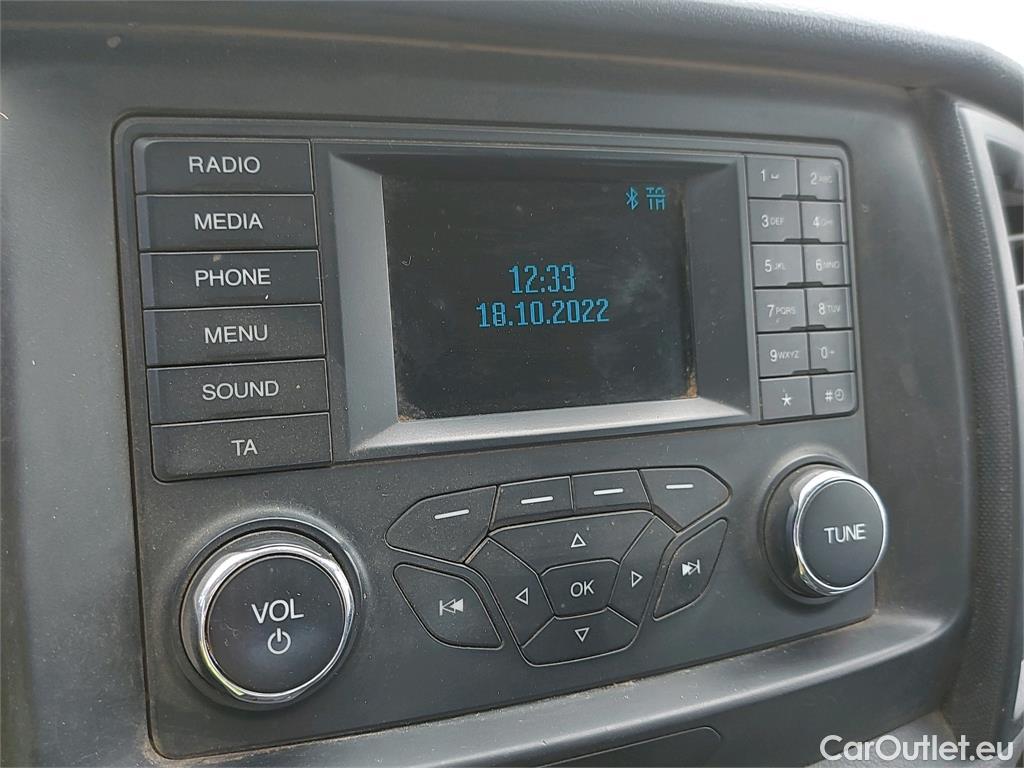 RADIO
MEDIA
PHONE
MENU
SOUND
TA
TA
12:33
18.10.2022
1
2ABC
3DEF
4GHI
5JKL
6MNO
7PQRS
8TUV
9WXYZ
0+
*
#
VOL
OK
TUNE
CarOutlet.eu